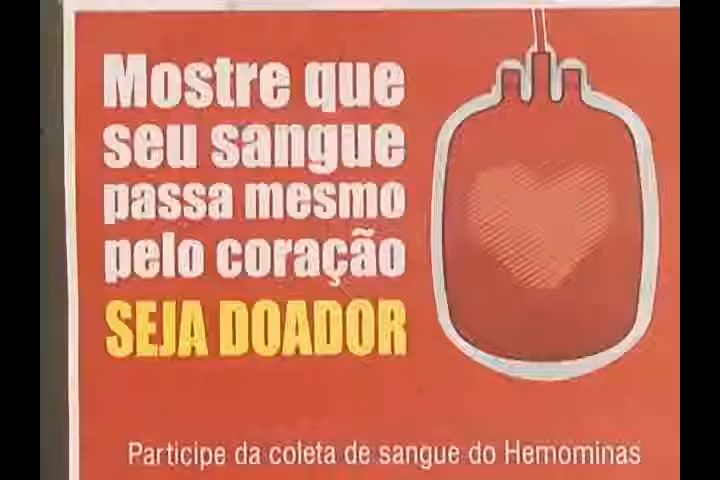 Mostre que
seu sangue
passa mesmo
pelo coração
SEJA DOADOR
Participe da coleta de sangue do Hemominas